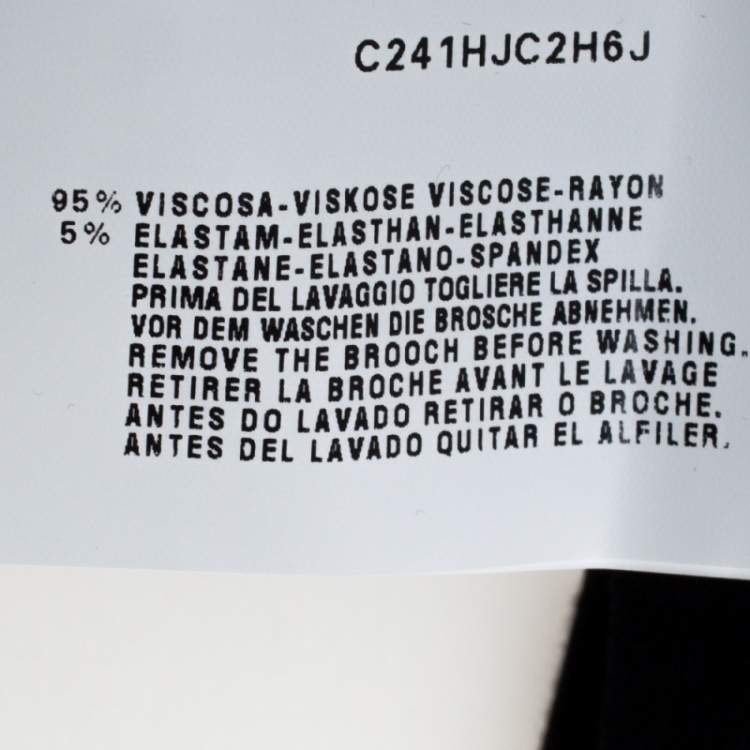 C241HJC2H6J
95% VISCOSA-VISKOSE VISCOSE-RAYON
5% ELASTAM-ELASTHAN-ELASTHANNE
ELASTANE-ELASTANO-SPANDEX
PRIMA DEL LAVAGGIO TOGLIERE LA SPILLA.
VOR DEM WASCHEN DIE BROSCHE ABNEHMEN.
REMOVE THE BROOCH BEFORE WASHING.
RETIRER LA BROCHE AVANT LE LAVAGE
ANTES DO LAVADO RETIRAR O BROCHE.
ANTES DEL LAVADO QUITAR EL ALFILER.